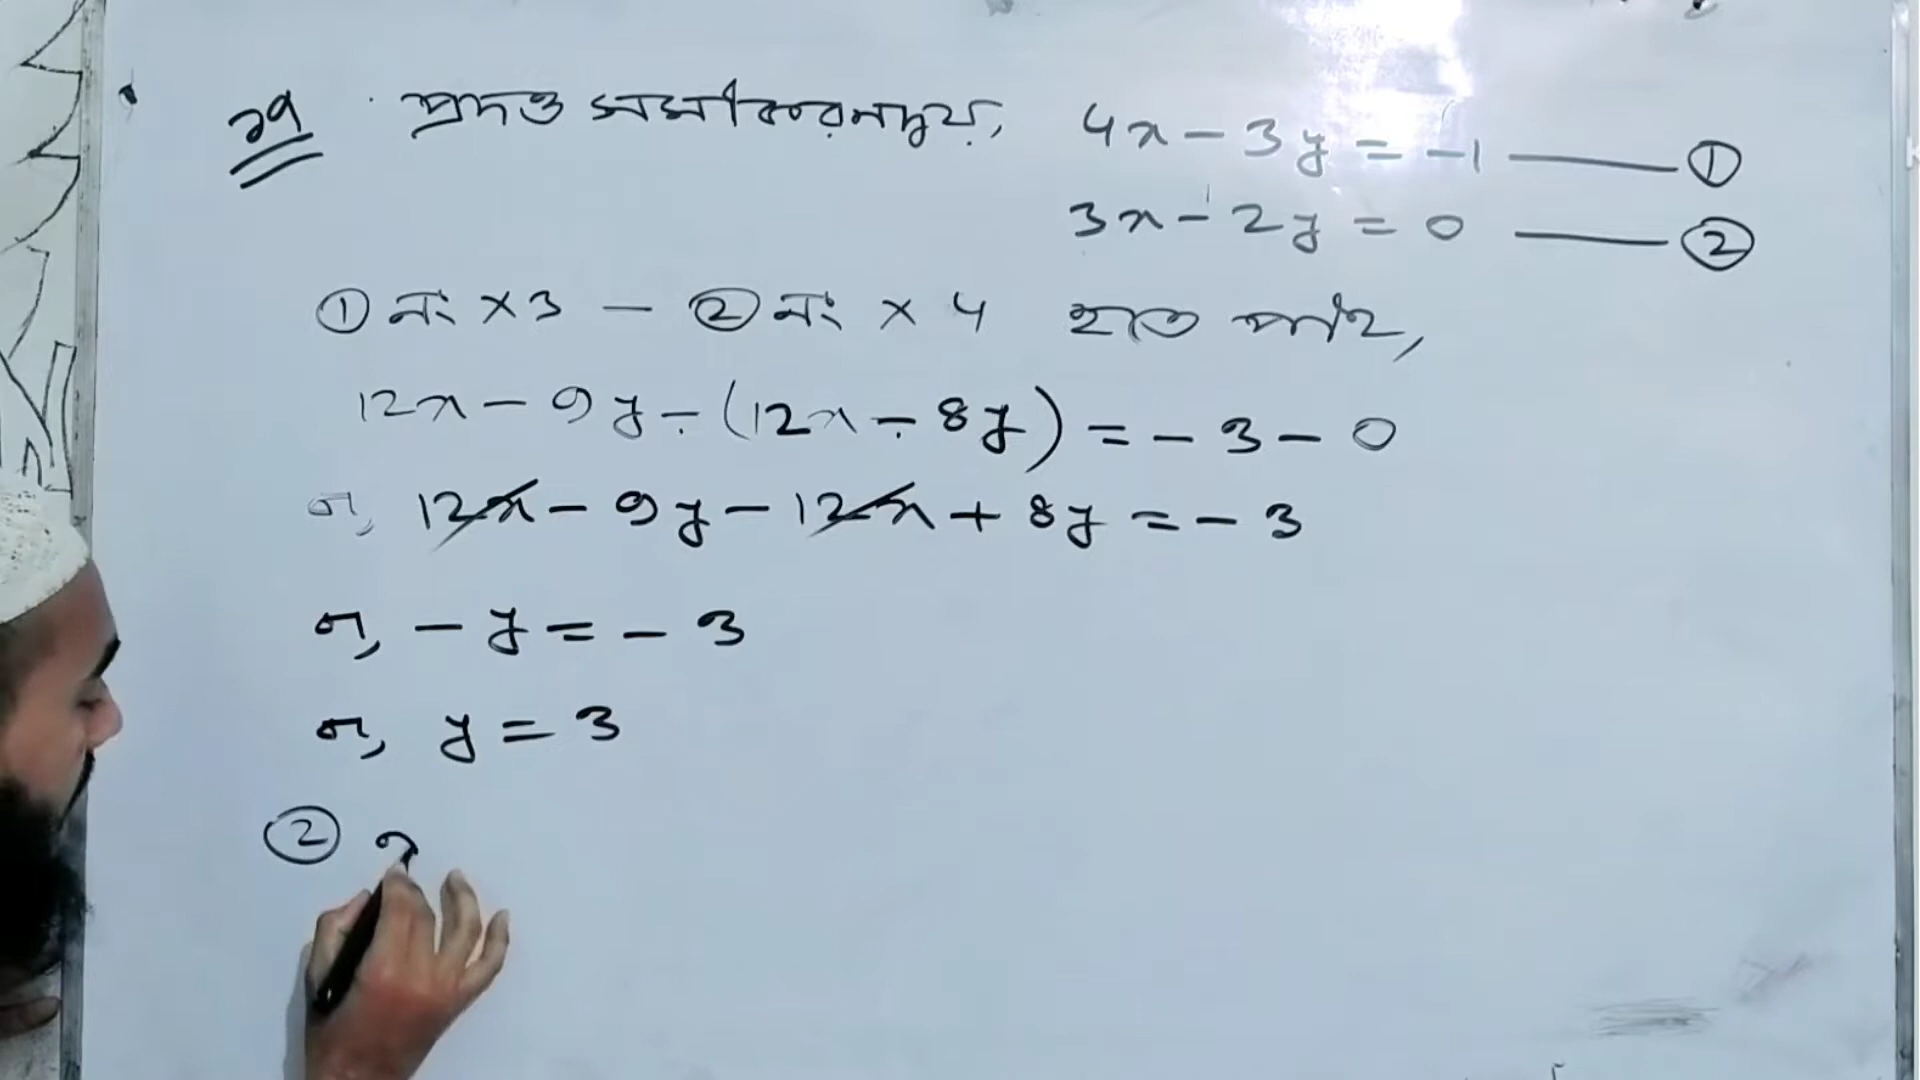 ১৭. প্রদত্ত সমীকরণদ্বয়, 4x - 3y = -1 ——— ①
3x - 2y = 0 ——— ②
① নং × 3 - ② নং × 4 হতে পাই,
12x - 9y - (12x - 8y) = - 3 - 0
বা, 12x - 9y - 12x + 8y = - 3
বা, - y = - 3
বা, y = 3
②